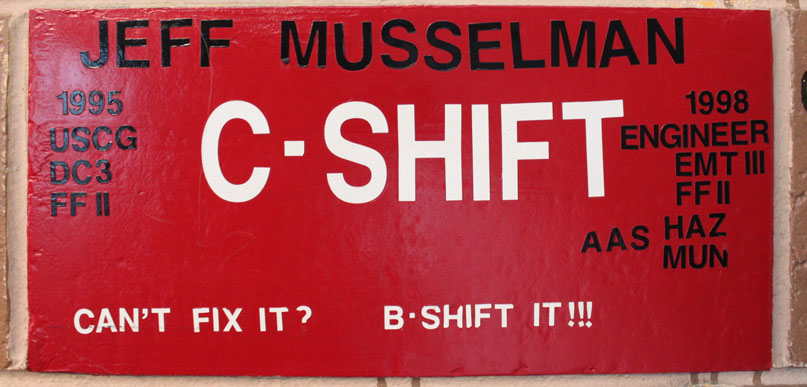 JEFF MUSSELMAN
1995
USCG
DC3
FF II
C-SHIFT
1998
ENGINEER
EMT III
FF II
AAS HAZ
MUN
CAN'T FIX IT? B-SHIFT IT!!!